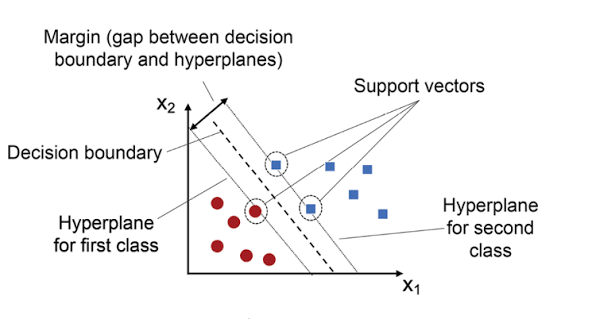 Margin (gap between decision
boundary and hyperplanes)
Support vectors
X2
Decision boundary
Hyperplane
for first class
Hyperplane
for second
class
X1